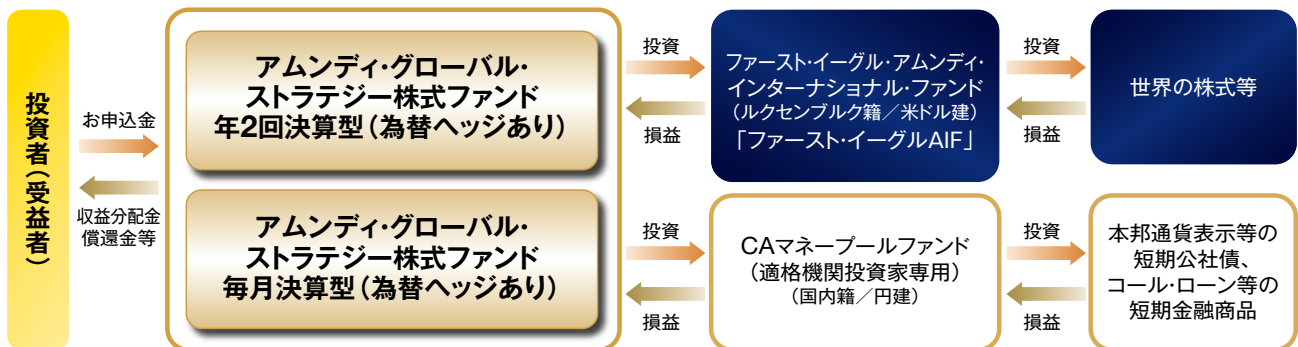 投資者（受益者）
お申込金
収益分配金
償還金等
アムンディ・グローバル・
ストラテジー株式ファンド
年2回決算型（為替ヘッジあり）
アムンディ・グローバル・
ストラテジー株式ファンド
毎月決算型（為替ヘッジあり）
投資
損益
ファースト・イーグル・アムンディ・
インターナショナル・ファンド
（ルクセンブルク籍／米ドル建）
「ファースト・イーグルAIF」
投資
損益
世界の株式等
投資
損益
CAマネープールファンド
（適格機関投資家専用）
（国内籍／円建）
投資
損益
本邦通貨表示等の
短期公社債、
コール・ローン等の
短期金融商品